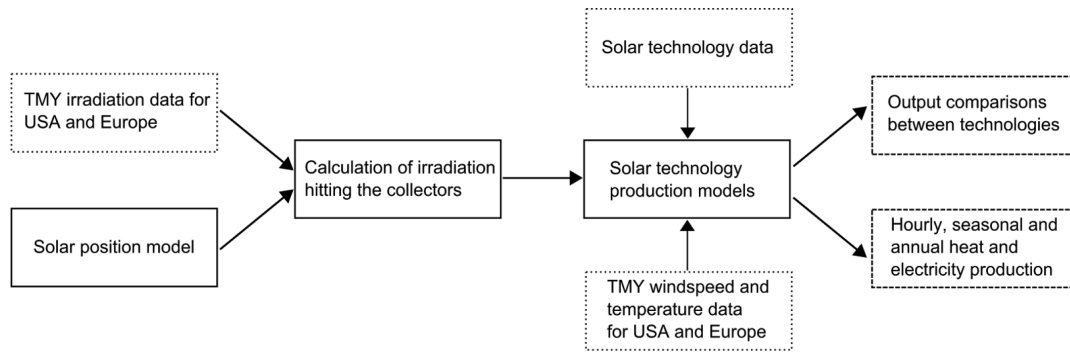 TMY irradiation data for
USA and Europe
Solar position model
Calculation of irradiation
hitting the collectors
Solar technology data
Solar technology
production models
TMY windspeed and
temperature data
for USA and Europe
Output comparisons
between technologies
Hourly, seasonal and
annual heat and
electricity production